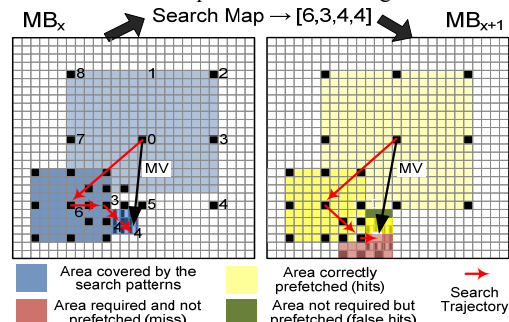 MBx
Search Map → [6,3,4,4]
MBx+1
8
1
2
7
0
3
MV
MV
6
3
5
4
4
4
Area covered by the
search patterns
Area correctly
prefetched (hits)
Area required and not
prefetched (miss)
Area not required but
prefetched (false hits)
Search
Trajectory